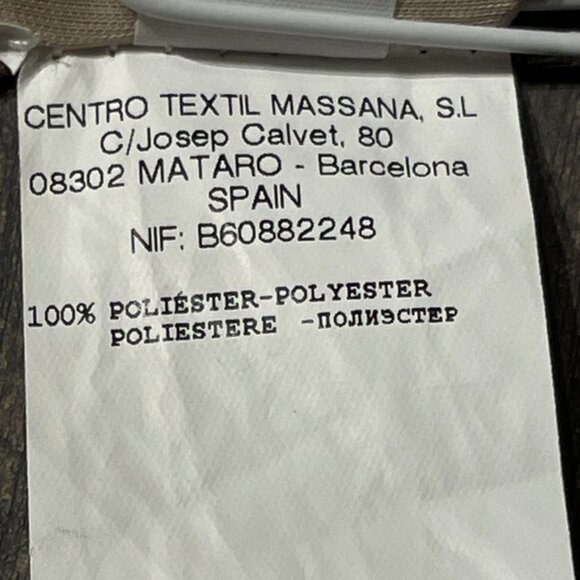 CENTRO TEXTIL MASSANA, S.L
C/Josep Calvet, 80
08302 MATARO - Barcelona
SPAIN
NIF: B60882248
100% POLIÉSTER-POLYESTER
POLIESTERE -ПОЛИЭСТЕР